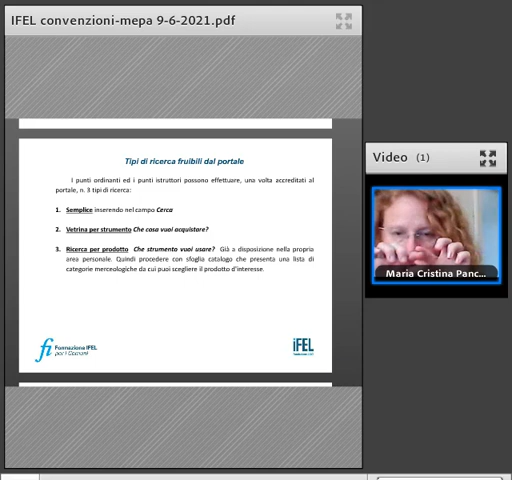 IFEL convenzioni-mepa 9-6-2021.pdf
Tipi di ricerca fruibili dal portale
I punti ordinanti ed i punti istruttori possono effettuare, una volta accreditati al
portale, n. 3 tipi di ricerca:
1. Semplice inserendo nel campo Cerca
2. Vetrina per strumento Che cosa vuoi acquistare?
3. Ricerca per prodotto Che strumento vuoi usare? Già a disposizione nella propria
area personale. Quindi procedere con sfoglia catalogo che presenta una lista di
categorie merceologiche da cui puoi scegliere il prodotto d'interesse.
fi Formazione IFEL
per i Comuni
iFEL
Video (1)
Maria Cristina Panc...